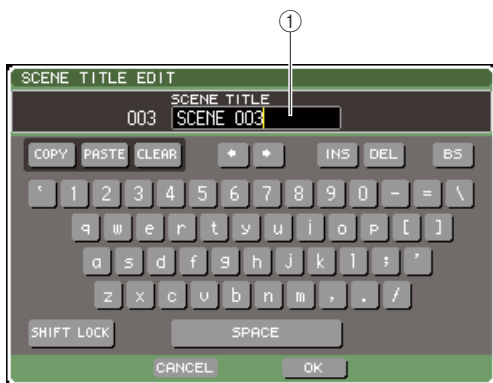 1
SCENE TITLE EDIT
SCENE TITLE
003 SCENE 003
COPY PASTE CLEAR INS DEL BS
` 1 2 3 4 5 6 7 8 9 0 - = \
q w e r t y u i o p [ ]
a s d f g h j k l ; '
z x c v b n m , . /
SHIFT LOCK SPACE
CANCEL OK